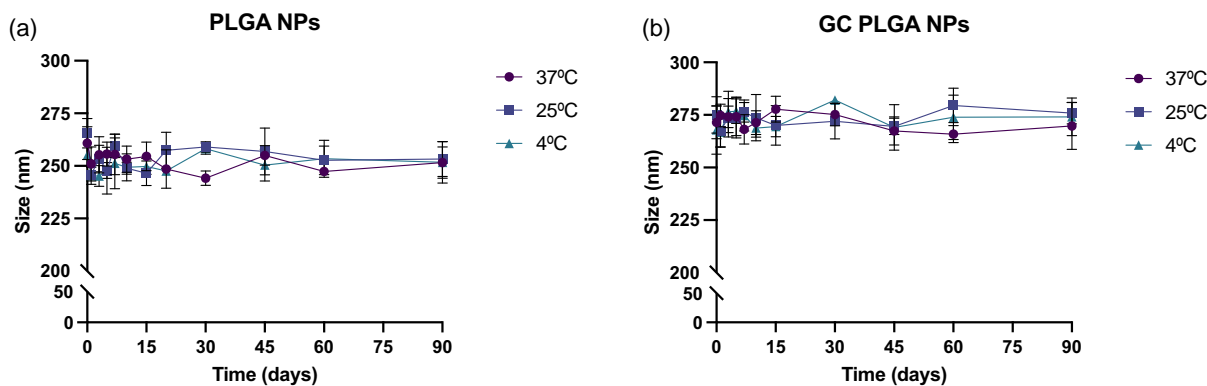 (a)
PLGA NPs
300
275
250
225
200
50
0
Size (nm)
0 15 30 45 60 75 90
Time (days)
37ºC
25ºC
4ºC
(b)
GC PLGA NPs
300
275
250
225
200
50
0
Size (nm)
0 15 30 45 60 75 90
Time (days)
37ºC
25ºC
4ºC